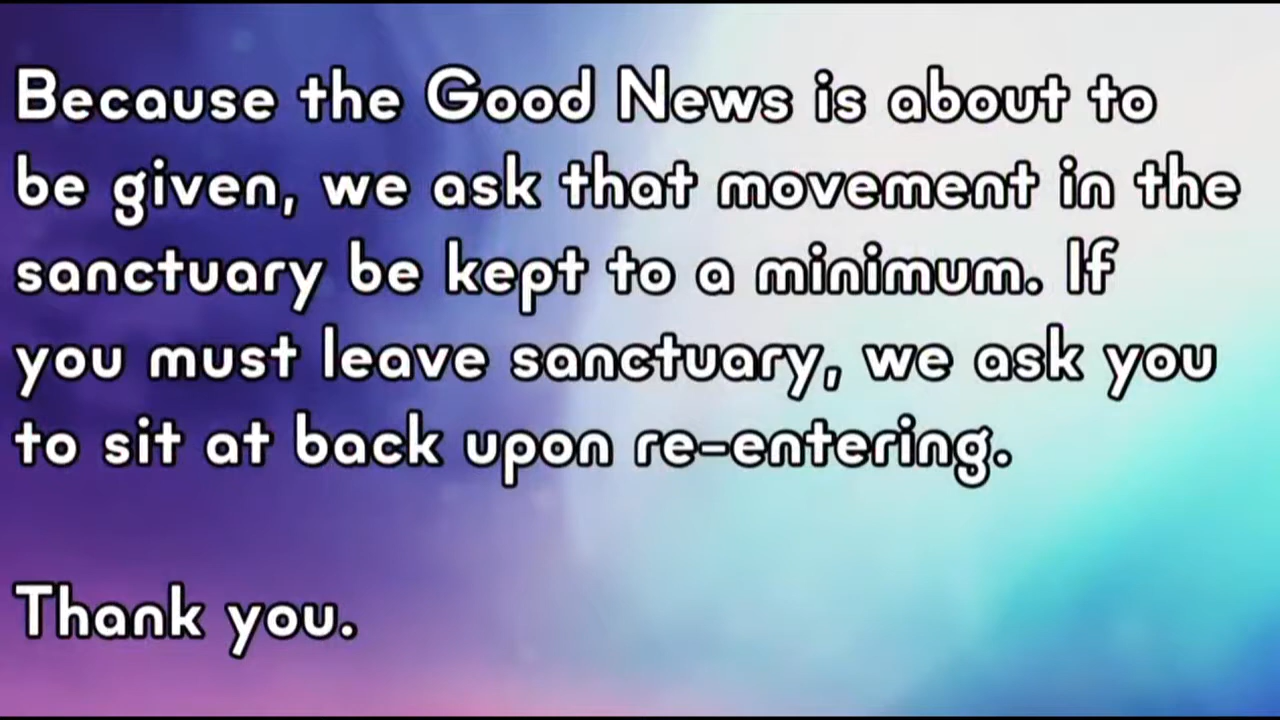 Because the Good News is about to
be given, we ask that movement in the
sanctuary be kept to a minimum. If
you must leave sanctuary, we ask you
to sit at back upon re-entering.
Thank you.